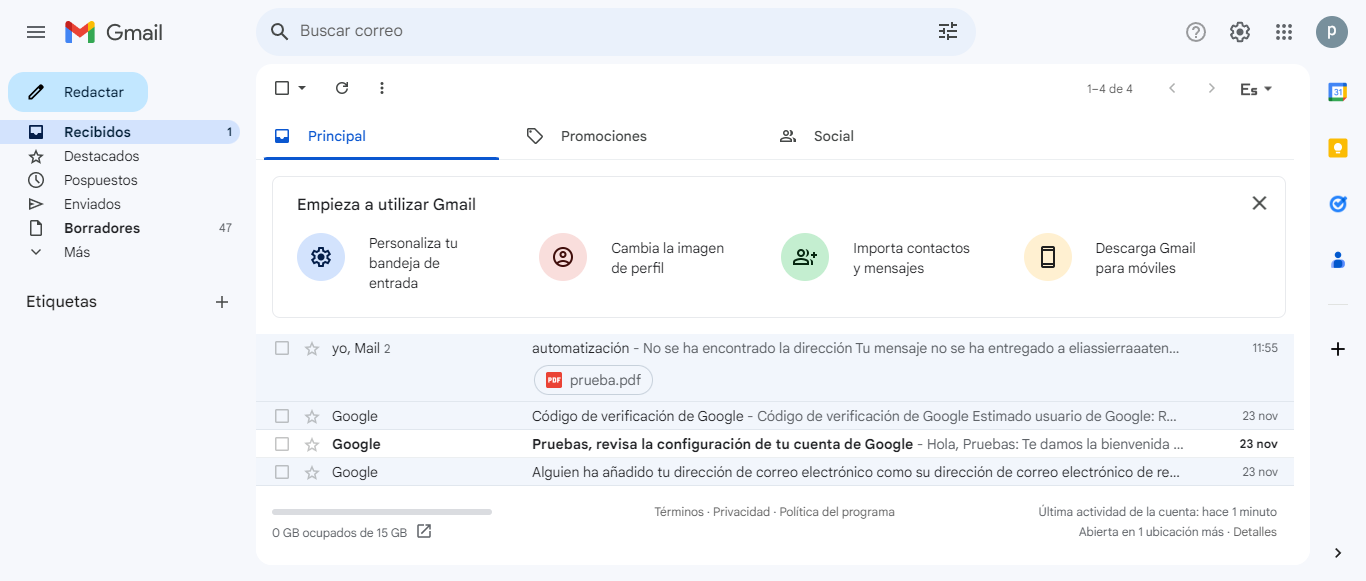 Gmail
Buscar correo
p
Redactar
Recibidos 1
Destacados
Pospuestos
Enviados
Borradores 47
Más
Etiquetas
1–4 de 4
Es
Principal
Promociones
Social
Empieza a utilizar Gmail
Personaliza tu
bandeja de
entrada
Cambia la imagen
de perfil
Importa contactos
y mensajes
Descarga Gmail
para móviles
yo, Mail 2 automatización - No se ha encontrado la dirección Tu mensaje no se ha entregado a eliassierraaaten... 11:55
PDF prueba.pdf
Google Código de verificación de Google - Código de verificación de Google Estimado usuario de Google: R... 23 nov
Google Pruebas, revisa la configuración de tu cuenta de Google - Hola, Pruebas: Te damos la bienvenida ... 23 nov
Google Alguien ha añadido tu dirección de correo electrónico como su dirección de correo electrónico de re... 23 nov
0 GB ocupados de 15 GB
Términos · Privacidad · Política del programa
Última actividad de la cuenta: hace 1 minuto
Abierta en 1 ubicación más · Detalles
31